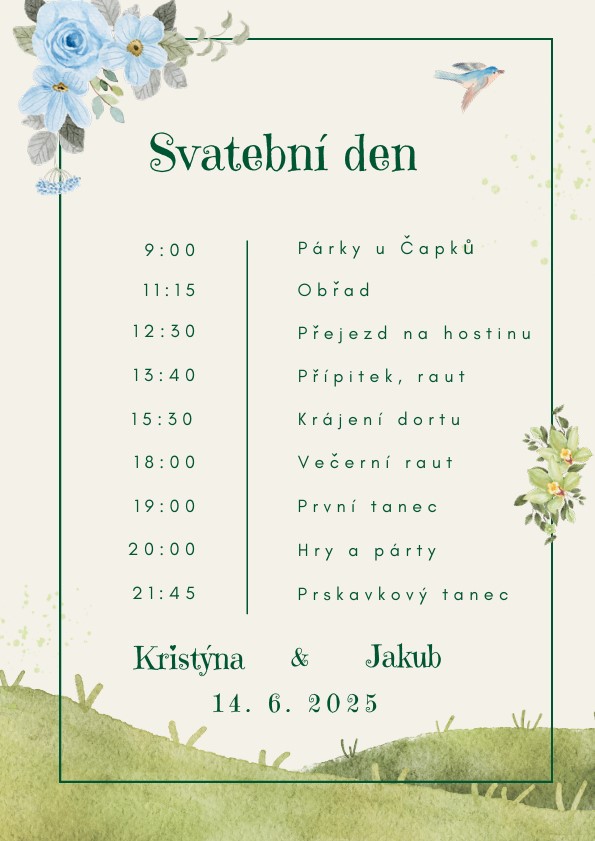 Svatební den
9:00 Párky u Čapků
11:15 Obřad
12:30 Přejezd na hostinu
13:40 Přípitek, raut
15:30 Krájení dortu
18:00 Večerní raut
19:00 První tanec
20:00 Hry a párty
21:45 Prskavkový tanec
Kristýna & Jakub
14. 6. 2025